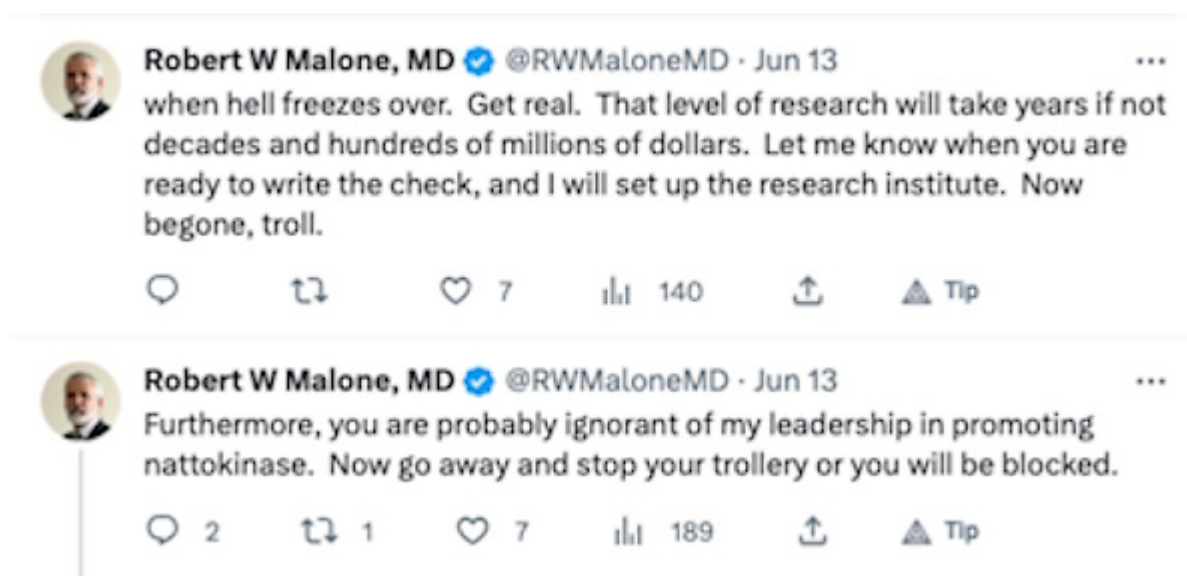 Robert W Malone, MD @RWMaloneMD · Jun 13
when hell freezes over. Get real. That level of research will take years if not
decades and hundreds of millions of dollars. Let me know when you are
ready to write the check, and I will set up the research institute. Now
begone, troll.
7 140 Tip
Robert W Malone, MD @RWMaloneMD · Jun 13
Furthermore, you are probably ignorant of my leadership in promoting
nattokinase. Now go away and stop your trollery or you will be blocked.
2 1 7 189 Tip